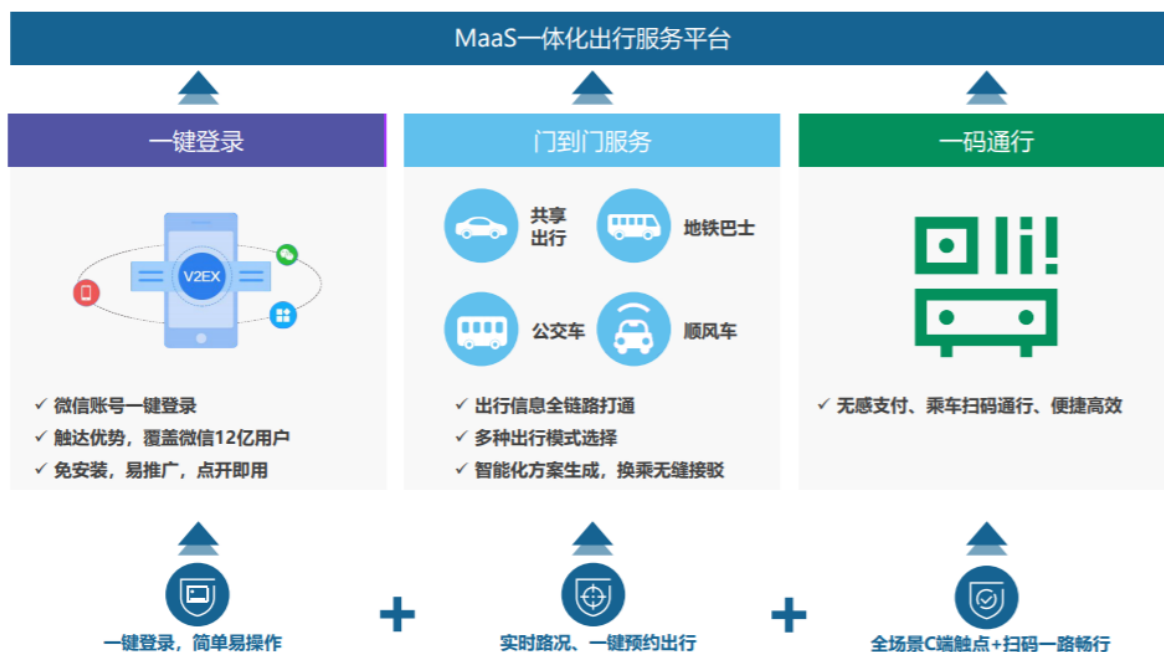 MaaS一体化出行服务平台
一键登录
门到门服务
一码通行
V2EX
共享
出行
地铁巴士
公交车
顺风车
✓ 微信账号一键登录
✓ 触达优势，覆盖微信12亿用户
✓ 免安装，易推广，点开即用
✓ 出行信息全链路打通
✓ 多种出行模式选择
✓ 智能化方案生成，换乘无缝接驳
✓ 无感支付、乘车扫码通行、便捷高效
一键登录，简单易操作
+
实时路况、一键预约出行
+
全场景C端触点+扫码一路畅行